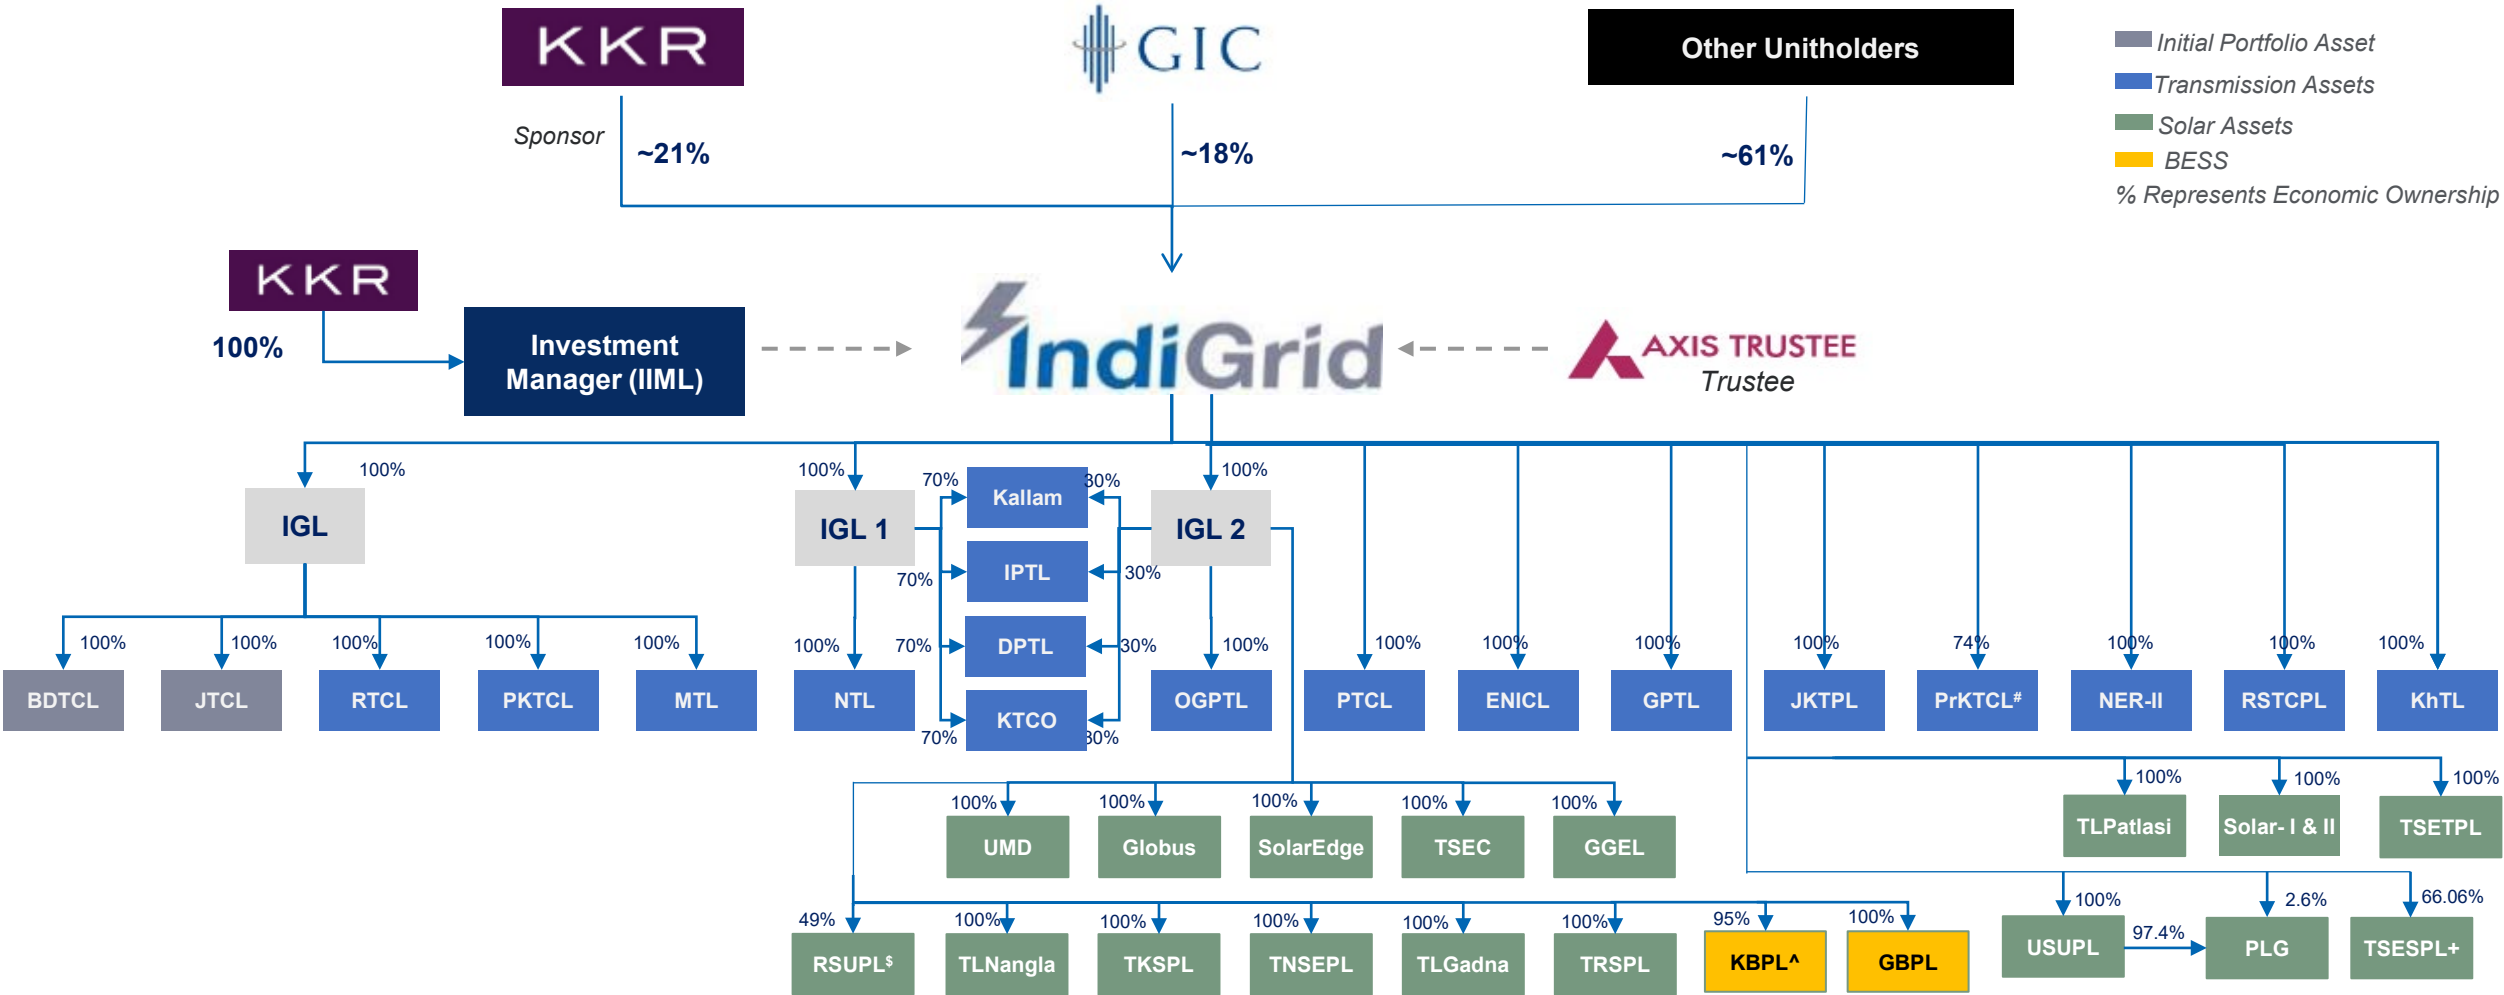 KKR
GIC
Other Unitholders
Initial Portfolio Asset
Transmission Assets
Solar Assets
BESS
% Represents Economic Ownership
Sponsor
~21%
~18%
~61%
KKR
100%
Investment
Manager (IIML)
IndiGrid
AXIS TRUSTEE
Trustee
100%
100%
100%
IGL
IGL 1
IGL 2
70%
Kallam
30%
70%
IPTL
30%
70%
DPTL
30%
70%
KTCO
30%
100%
100%
100%
100%
100%
100%
100%
100%
100%
100%
100%
74%
100%
100%
100%
BDTCL
JTCL
RTCL
PKTCL
MTL
NTL
OGPTL
PTCL
ENICL
GPTL
JKTPL
PrKTCL#
NER-II
RSTCPL
KhTL
100%
100%
100%
TLPatlasi
Solar- I & II
TSETPL
100%
100%
100%
100%
100%
UMD
Globus
SolarEdge
TSEC
GGEL
49%
100%
100%
100%
100%
100%
95%
100%
RSUPL$
TLNangla
TKSPL
TNSEPL
TLGadna
TRSPL
KBPL^
GBPL
100%
2.6%
66.06%
USUPL
97.4%
PLG
TSESPL+